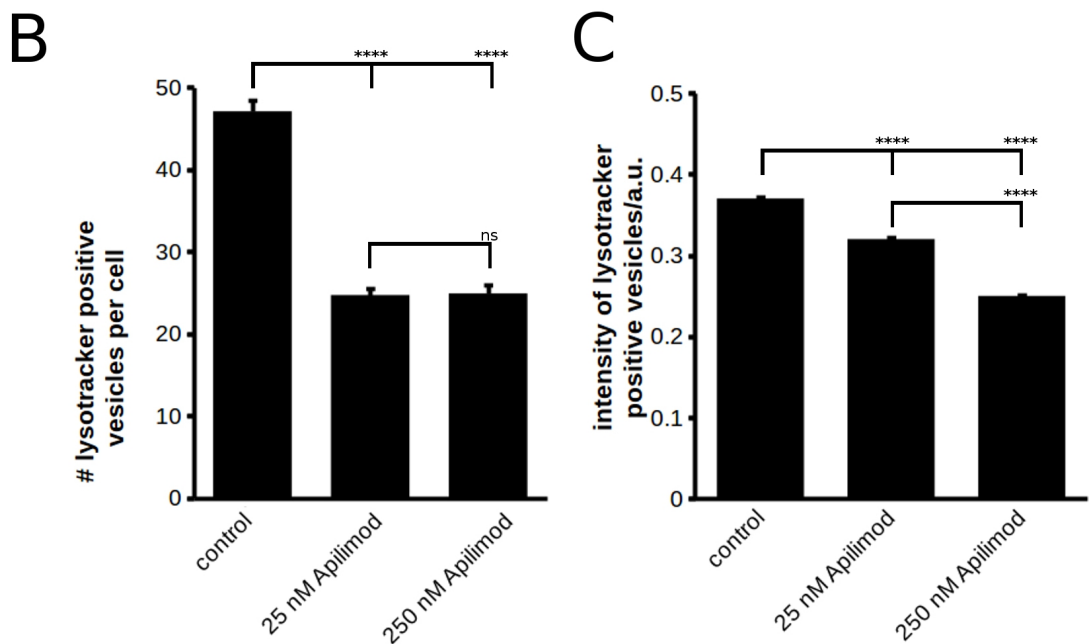 B
**** ****
50
40
30
20
10
0
ns
# lysotracker positive
vesicles per cell
control
25 nM Apilimod
250 nM Apilimod
C
0.5
0.4
0.3
0.2
0.1
0
**** ****
****
intensity of lysotracker
positive vesicles/a.u.
control
25 nM Apilimod
250 nM Apilimod